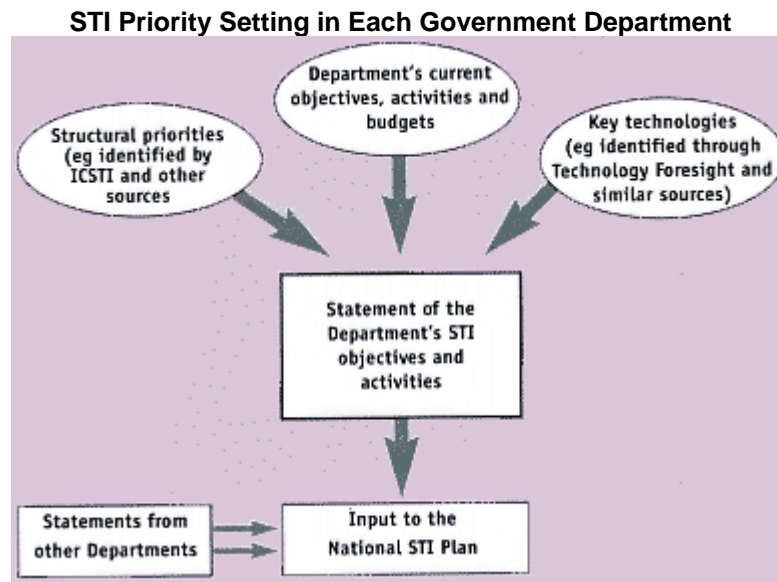 STI Priority Setting in Each Government Department
Department's current
objectives, activities and
budgets
Structural priorities
(eg identified by
ICSTI and other
sources
Key technologies
(eg identified through
Technology Foresight and
similar sources)
Statement of the
Department's STI
objectives and
activities
Statements from
other Departments
Input to the
National STI Plan